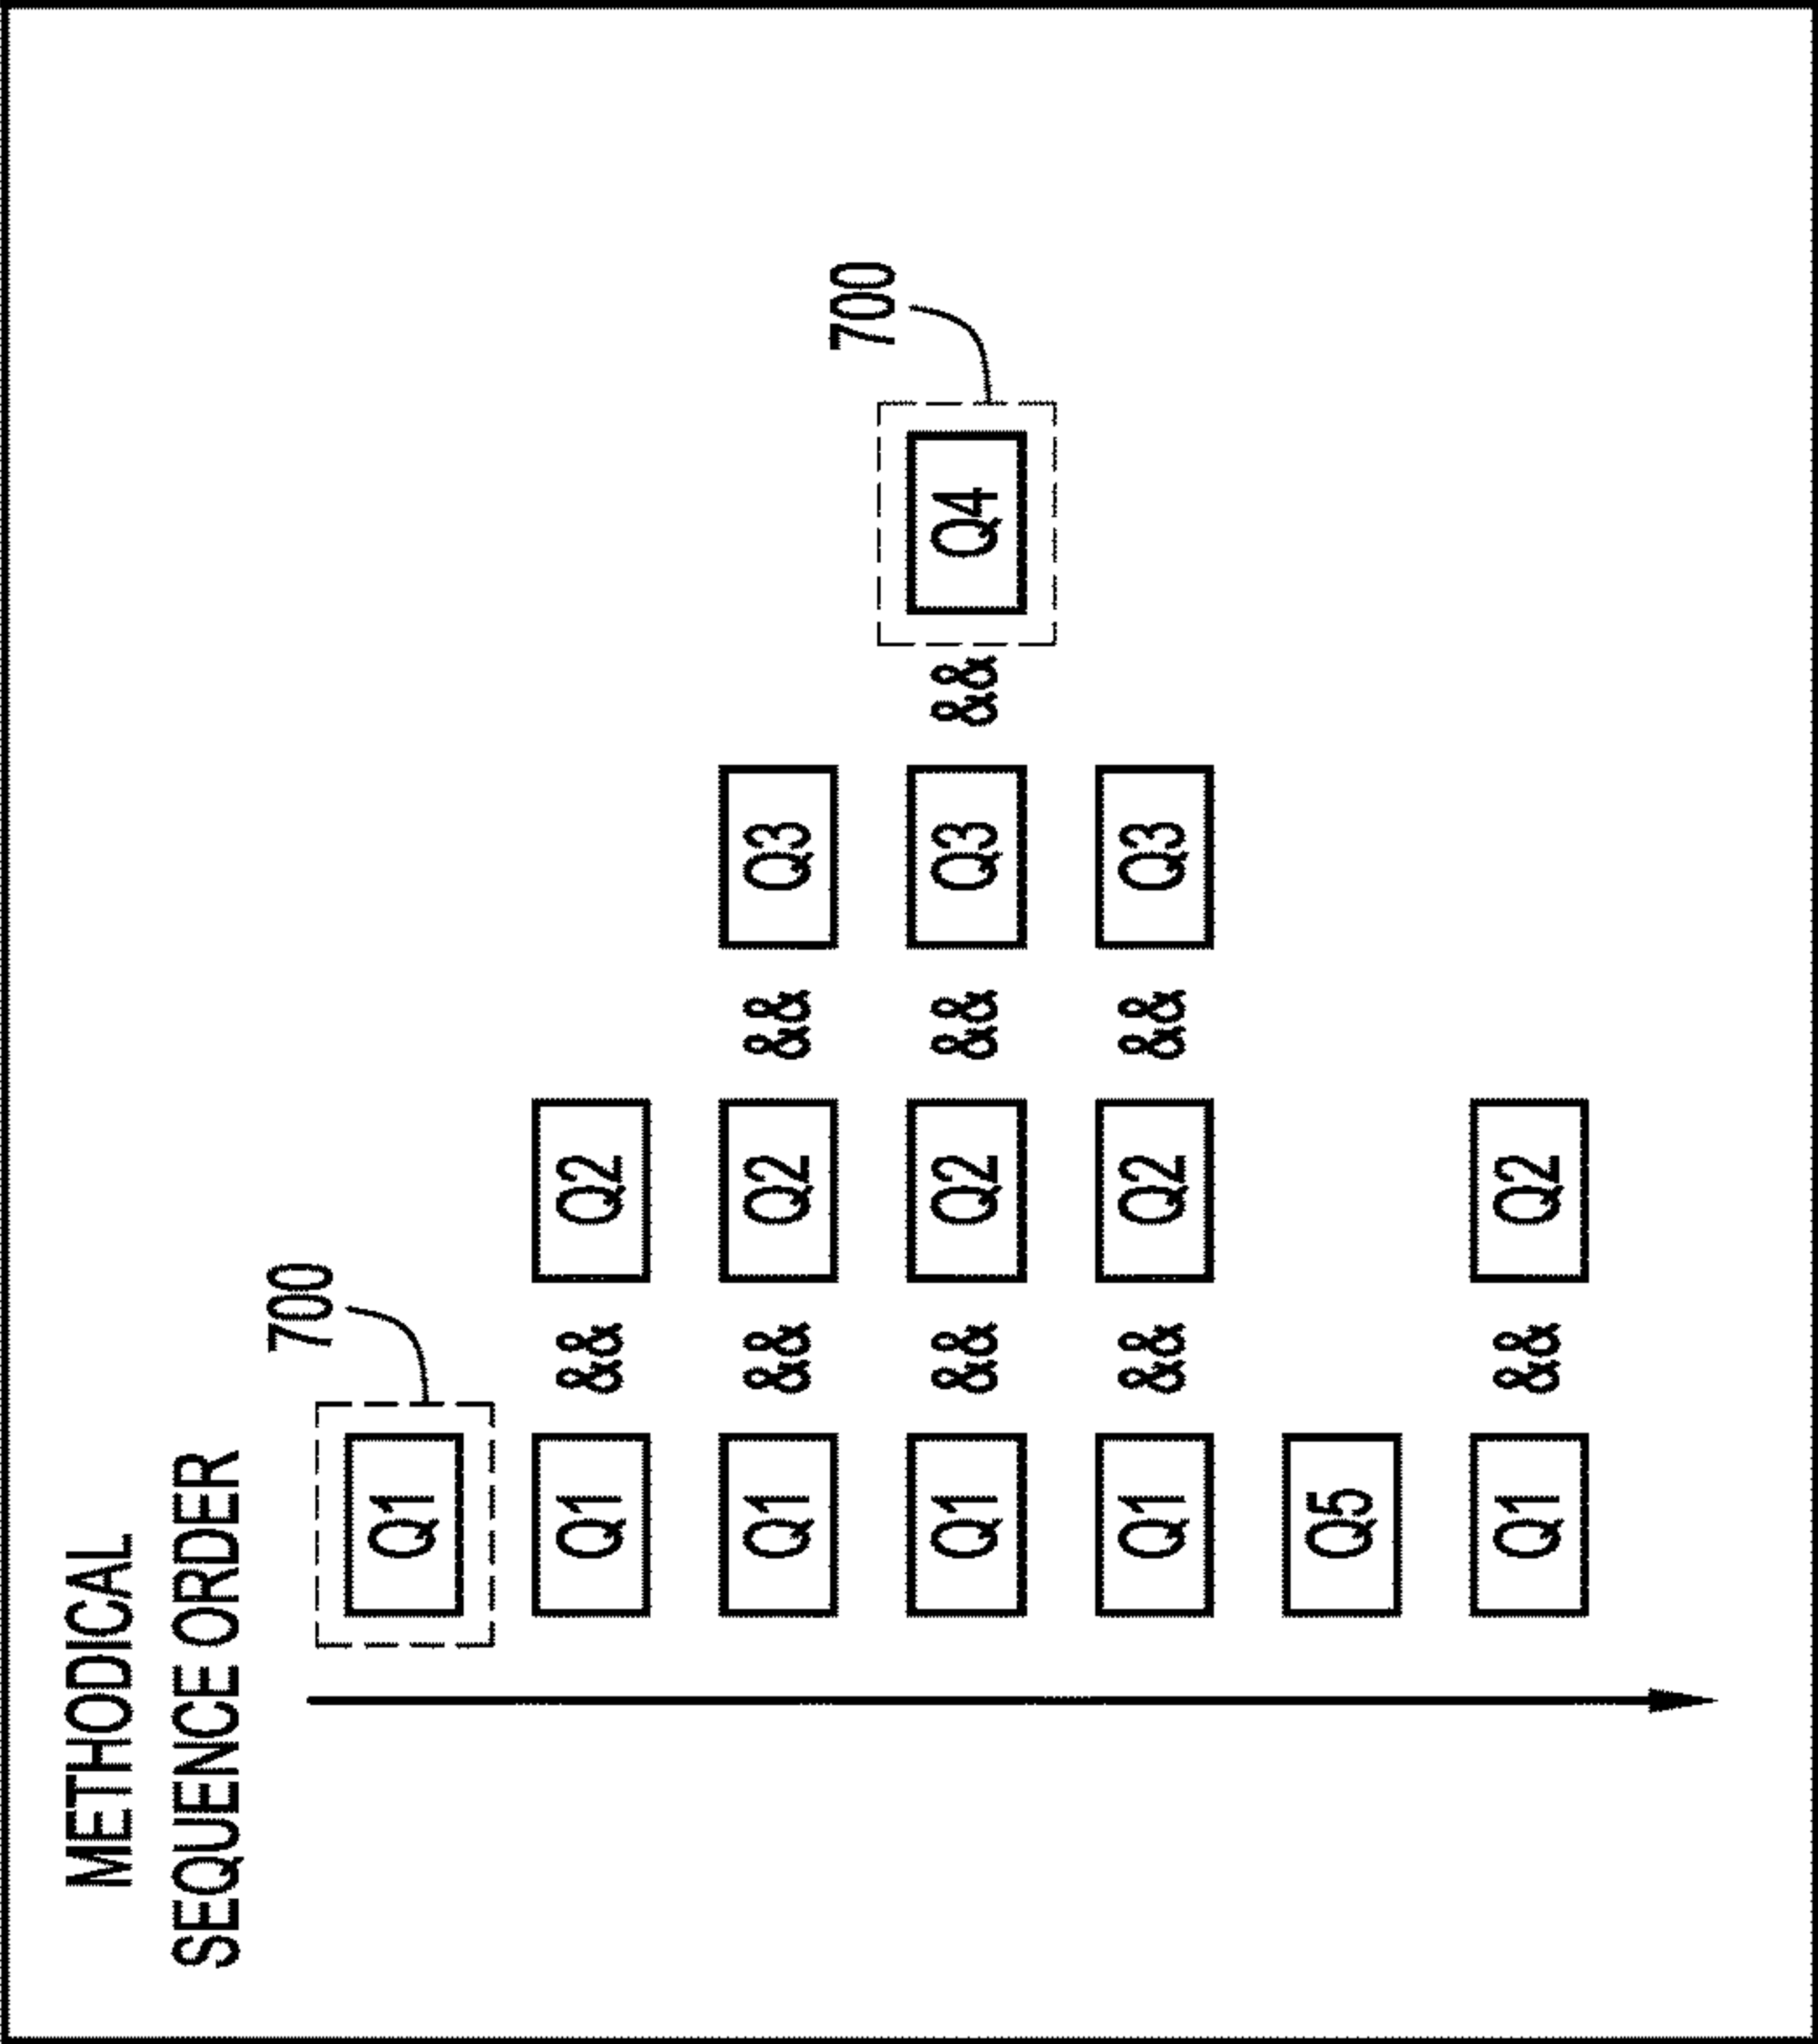 METHODICAL
SEQUENCE ORDER
Q1 700
Q1 && Q2
Q1 && Q2 && Q3
Q1 && Q2 && Q3 && Q4 700
Q1 && Q2 && Q3
Q5
Q1 && Q2